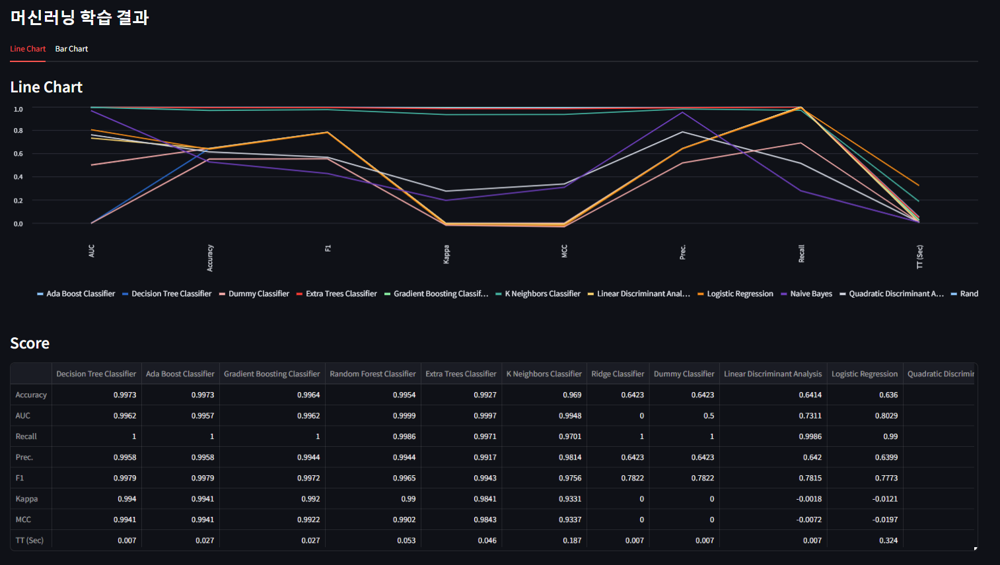 머신러닝 학습 결과
Line Chart Bar Chart
Line Chart
1.0
0.8
0.6
0.4
0.2
0.0
AUC Accuracy F1 Kappa MCC Prec. Recall TT (Sec)
Ada Boost Classifier Decision Tree Classifier Dummy Classifier Extra Trees Classifier Gradient Boosting Classif… K Neighbors Classifier Linear Discriminant Anal… Logistic Regression Naive Bayes Quadratic Discriminant A… Rand
Score
Decision Tree Classifier Ada Boost Classifier Gradient Boosting Classifier Random Forest Classifier Extra Trees Classifier K Neighbors Classifier Ridge Classifier Dummy Classifier Linear Discriminant Analysis Logistic Regression Quadratic Discrimir
Accuracy 0.9973 0.9973 0.9964 0.9954 0.9927 0.969 0.6423 0.6423 0.6414 0.636
AUC 0.9962 0.9957 0.9962 0.9999 0.9997 0.9948 0 0.5 0.7311 0.8029
Recall 1 1 1 0.9986 0.9971 0.9701 1 1 0.9986 0.99
Prec. 0.9958 0.9958 0.9944 0.9944 0.9917 0.9814 0.6423 0.6423 0.642 0.6399
F1 0.9979 0.9979 0.9972 0.9965 0.9943 0.9756 0.7822 0.7822 0.7815 0.7773
Kappa 0.994 0.9941 0.992 0.99 0.9841 0.9331 0 0 -0.0018 -0.0121
MCC 0.9941 0.9941 0.9922 0.9902 0.9843 0.9337 0 0 -0.0072 -0.0197
TT (Sec) 0.007 0.027 0.027 0.053 0.046 0.187 0.007 0.007 0.007 0.324